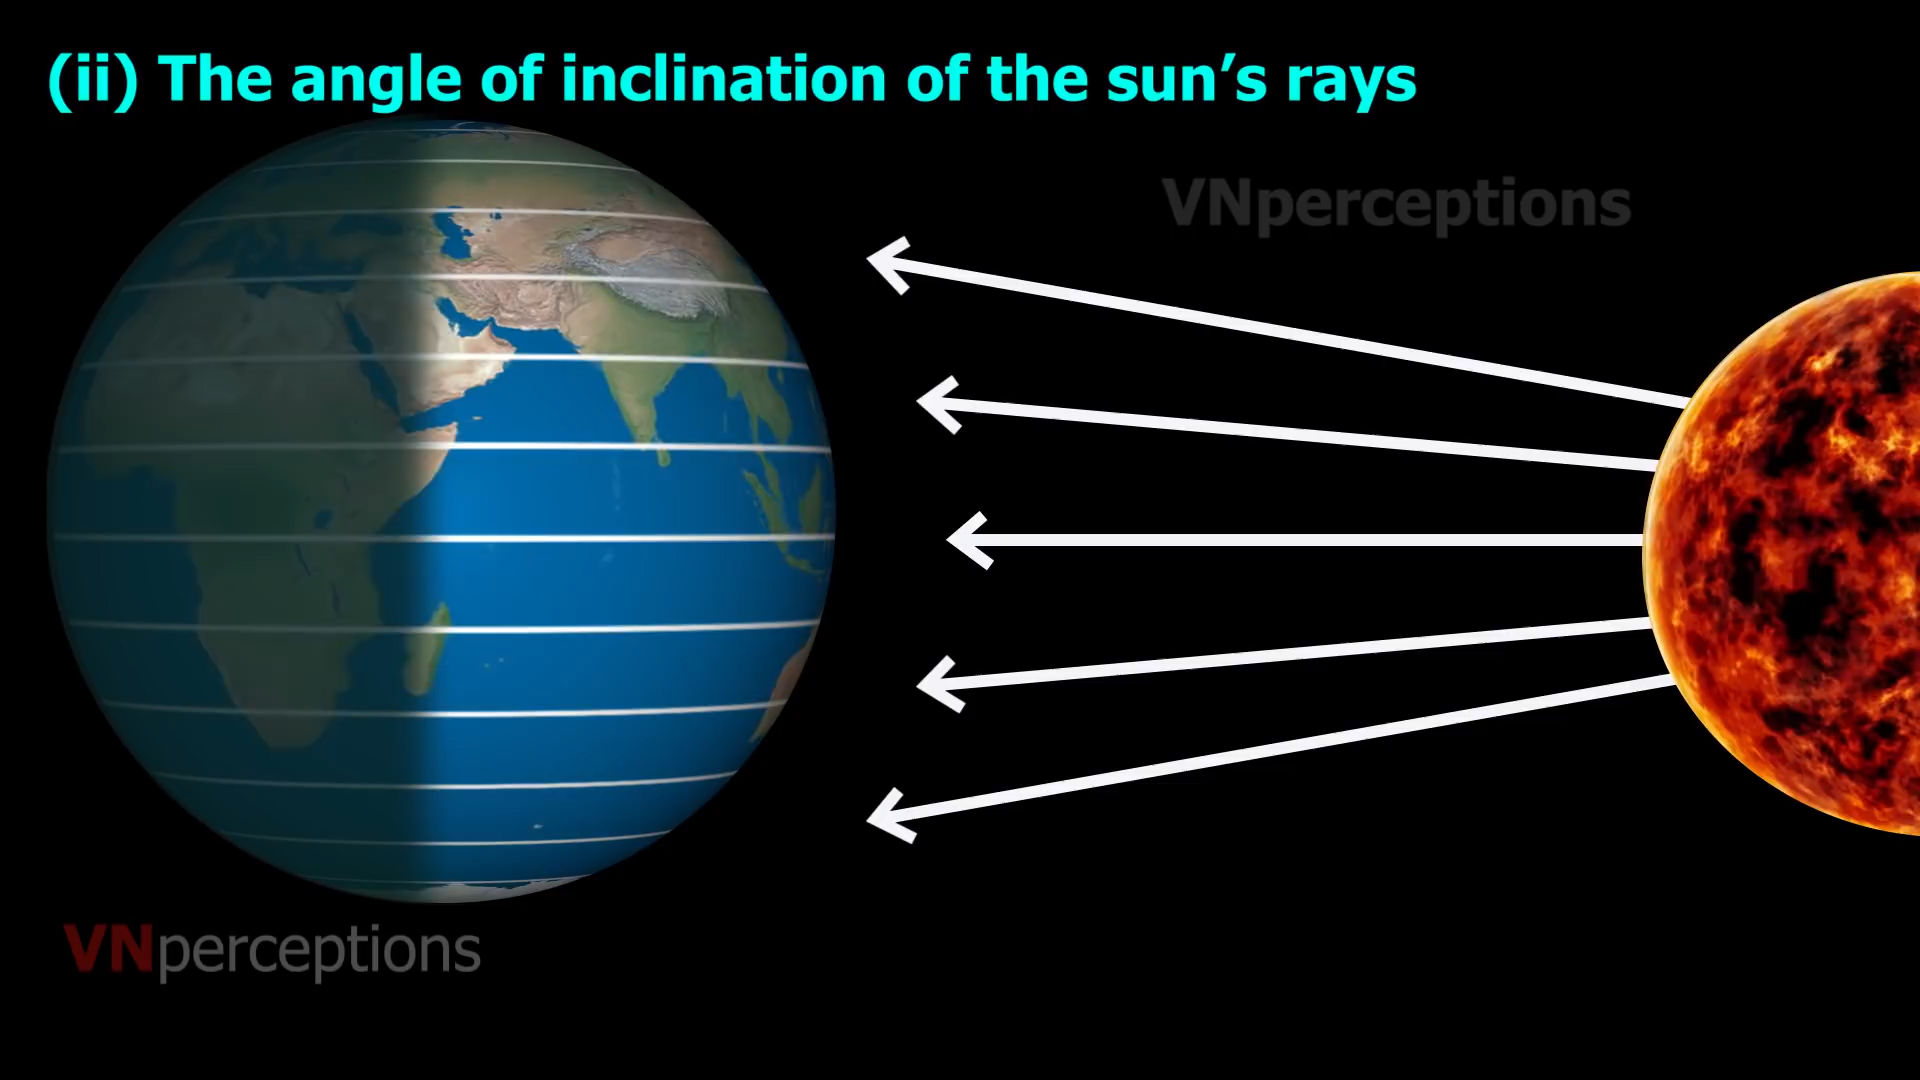 (ii) The angle of inclination of the sun’s rays
VNperceptions
VNperceptions